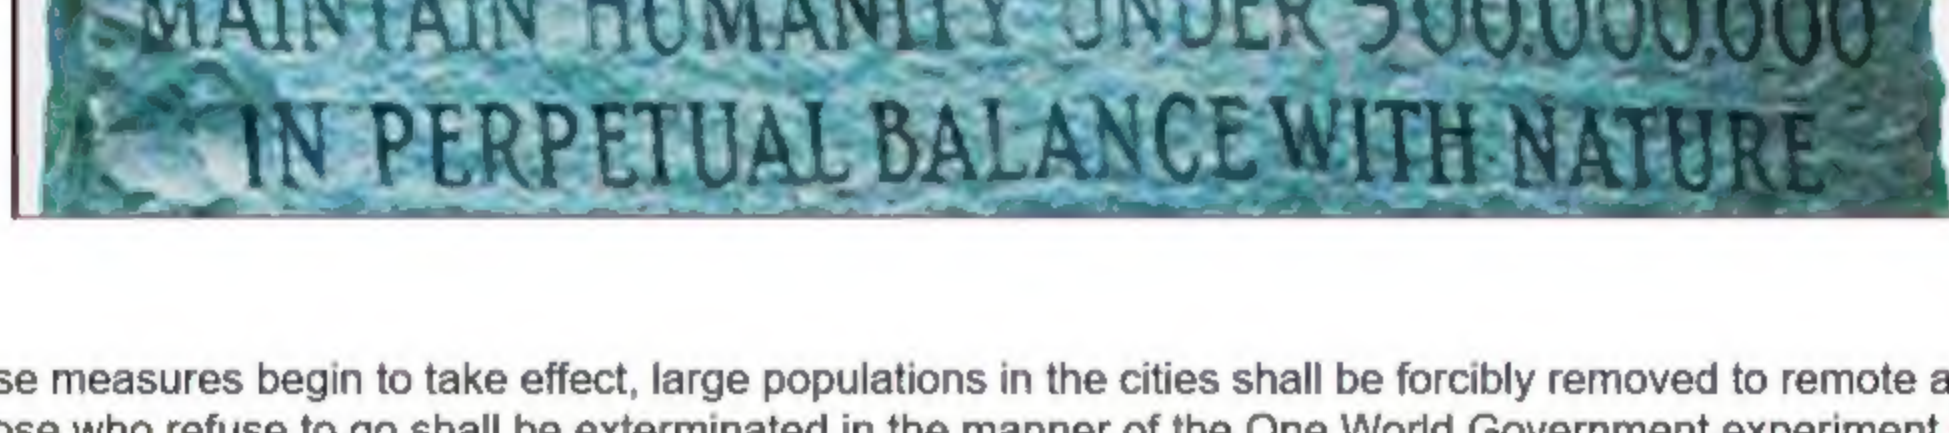 MAINTAIN HUMANITY UNDER 500,000,000
IN PERPETUAL BALANCE WITH NATURE
se measures begin to take effect, large populations in the cities shall be forcibly removed to remote a
ose who refuse to go shall be exterminated in the manner of the One World Government experiment